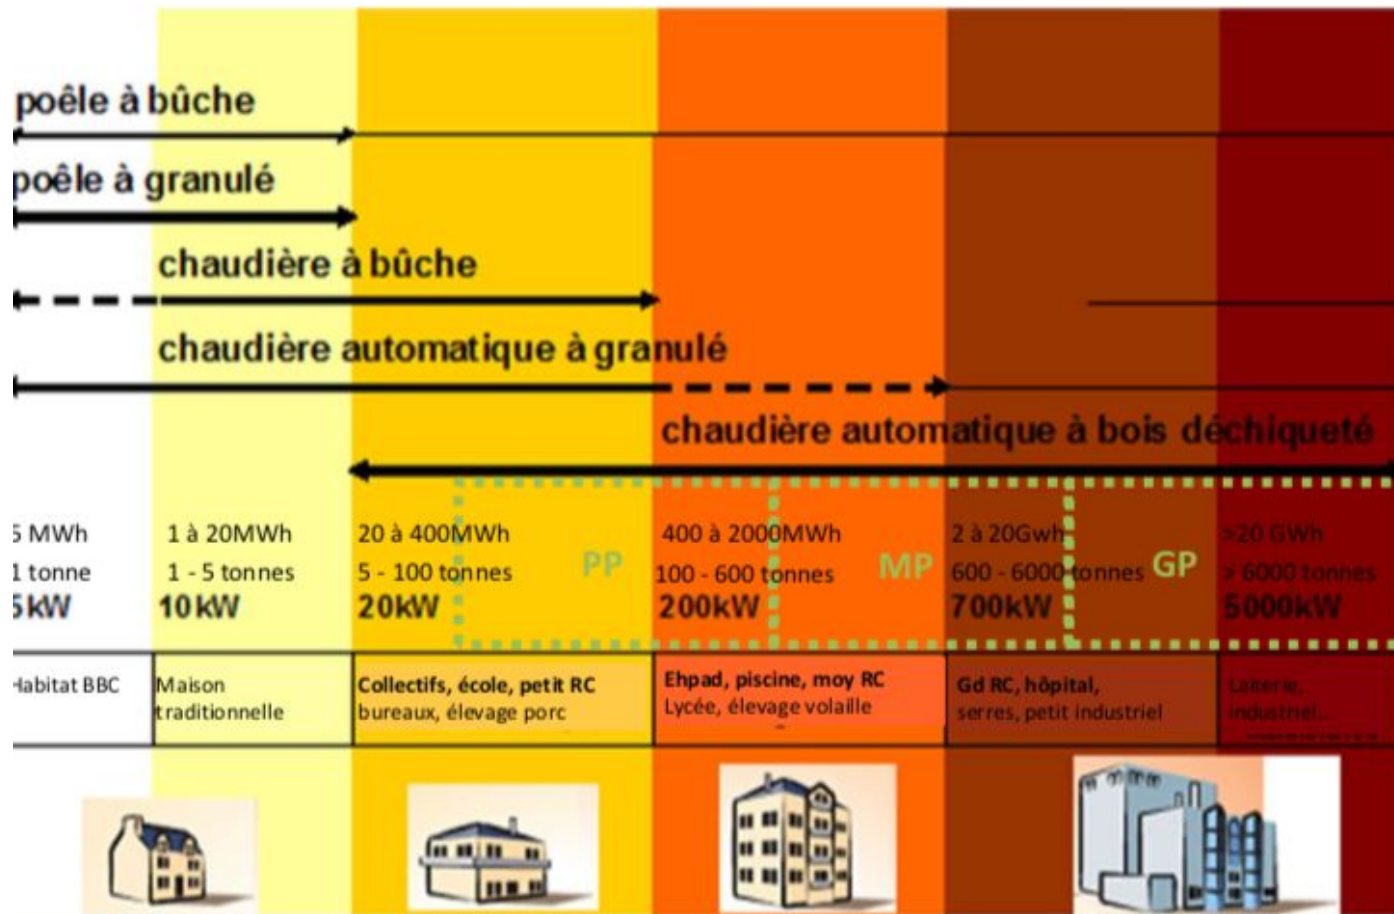 poêle à bûche
poêle à granulé
chaudière à bûche
chaudière automatique à granulé
chaudière automatique à bois déchiqueté
5 MWh
1 tonne
5kW
1 à 20MWh
1 - 5 tonnes
10kW
20 à 400MWh
5 - 100 tonnes
20kW
PP
400 à 2000MWh
100 - 600 tonnes
200kW
MP
2 à 20Gwh
600 - 6000 tonnes
700kW
GP
>20 GWh
> 6000 tonnes
5000kW
Habitat BBC
Maison
traditionnelle
Collectifs, école, petit RC
bureaux, élevage porc
Ehpad, piscine, moy RC
Lycée, élevage volaille
Gd RC, hôpital,
serres, petit industriel
Laiterie,
industriel...